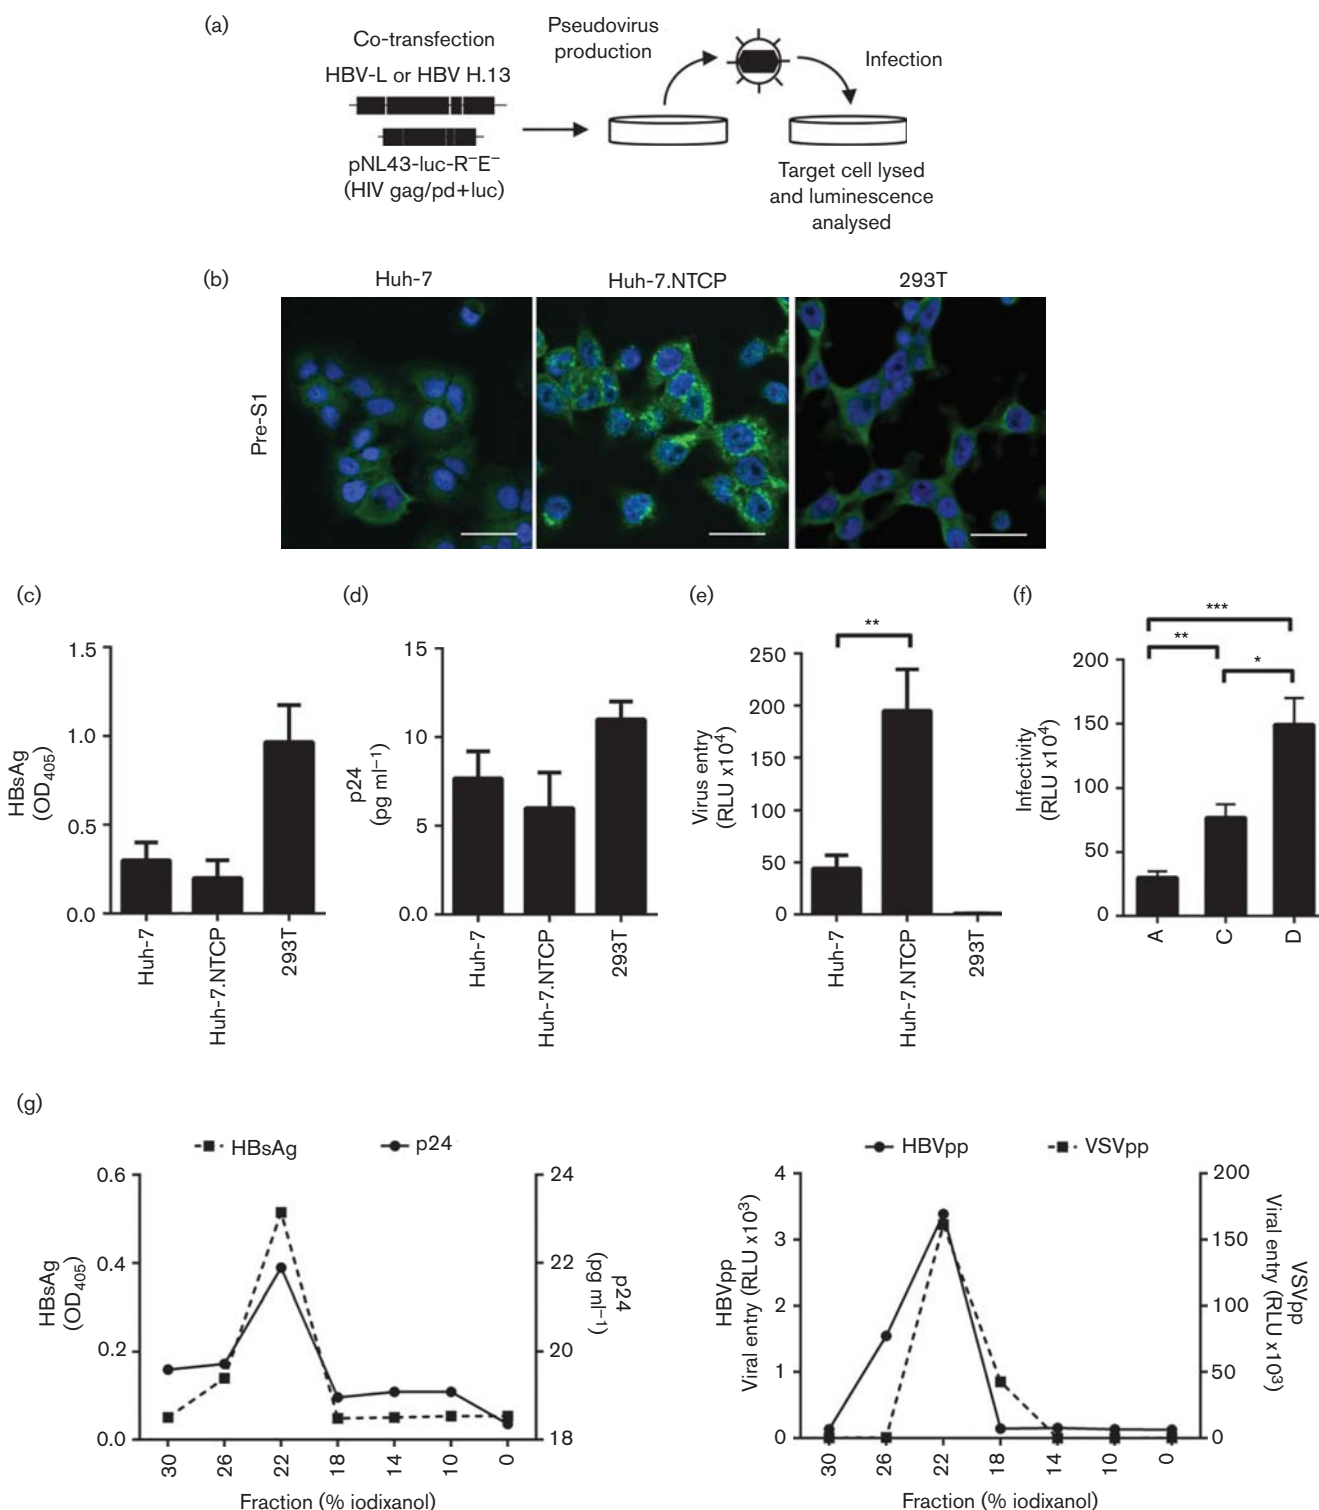 (a)
Co-transfection
HBV-L or HBV H.13
pNL43-luc-R⁻E⁻
(HIV gag/pd+luc)
Pseudovirus
production
Infection
Target cell lysed
and luminescence
analysed
(b)
Huh-7
Huh-7.NTCP
293T
Pre-S1
(c)
HBsAg
(OD₄₀₅)
1.5
1.0
0.5
0.0
Huh-7
Huh-7.NTCP
293T
(d)
p24
(pg ml⁻¹)
15
10
5
0.0
Huh-7
Huh-7.NTCP
293T
(e)
**
Virus entry
(RLU x10⁴)
250
200
150
100
50
0
Huh-7
Huh-7.NTCP
293T
(f)
***
**
*
Infectivity
(RLU x10⁴)
200
150
100
50
0
A
C
D
(g)
HBsAg
p24
HBsAg
(OD₄₀₅)
0.6
0.4
0.2
0.0
24
22
20
18
p24
(pg ml⁻¹)
30
26
22
18
14
10
0
Fraction (% iodixanol)
HBVpp
VSVpp
HBVpp
Viral entry (RLU x10³)
4
3
2
1
0
200
150
100
50
0
VSVpp
Viral entry (RLU x10³)
30
26
22
18
14
10
0
Fraction (% iodixanol)